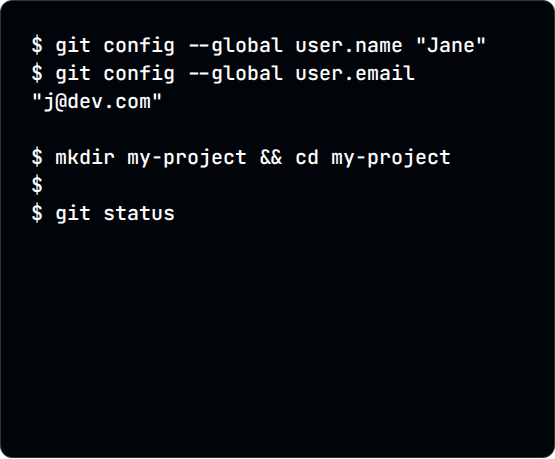 $ git config --global user.name "Jane"
$ git config --global user.email
"j@dev.com"
$ mkdir my-project && cd my-project
$
$ git status